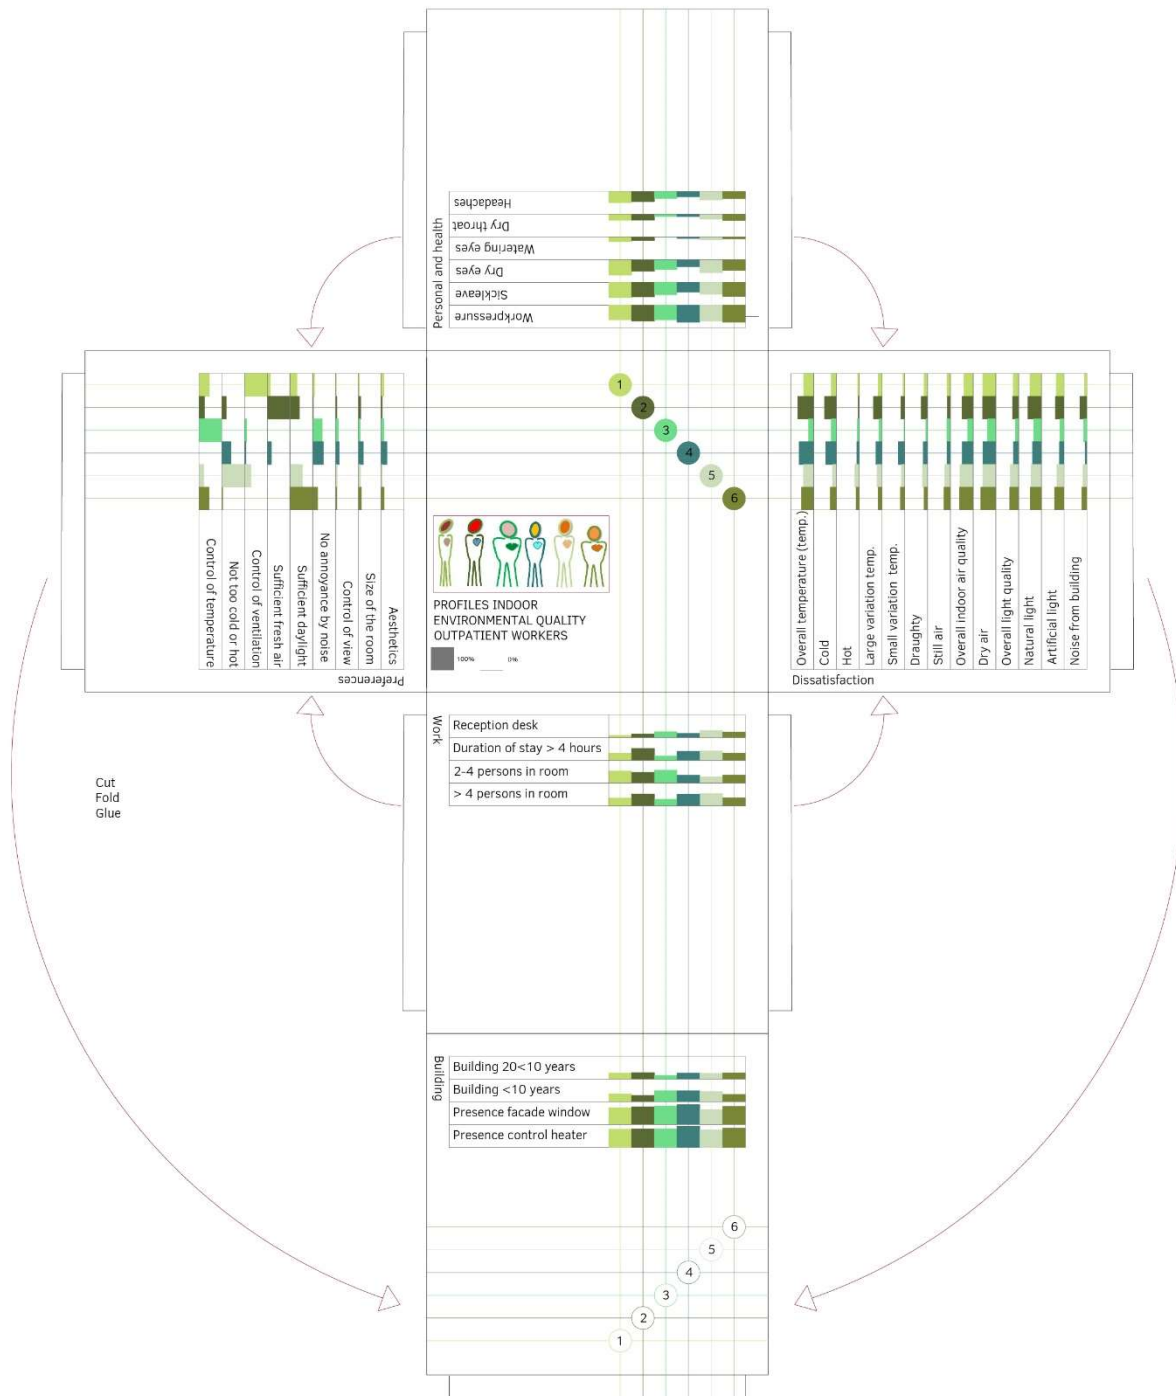 Personal and health
Headaches
Dry throat
Watering eyes
Dry eyes
Sickleave
Workpressure
1
2
3
4
5
6
Control of temperature
Not too cold or hot
Control of ventilation
Sufficient fresh air
Sufficient daylight
No annoyance by noise
Control of view
Size of the room
Aesthetics
Preferences
PROFILES INDOOR
ENVIRONMENTAL QUALITY
OUTPATIENT WORKERS
100%
0%
Overall temperature (temp.)
Cold
Hot
Large variation temp.
Small variation temp.
Draughty
Still air
Overall indoor air quality
Dry air
Overall light quality
Natural light
Artificial light
Noise from building
Dissatisfaction
Work
Reception desk
Duration of stay > 4 hours
2-4 persons in room
> 4 persons in room
Cut
Fold
Glue
Building
Building 20<10 years
Building <10 years
Presence facade window
Presence control heater
6
5
4
3
2
1